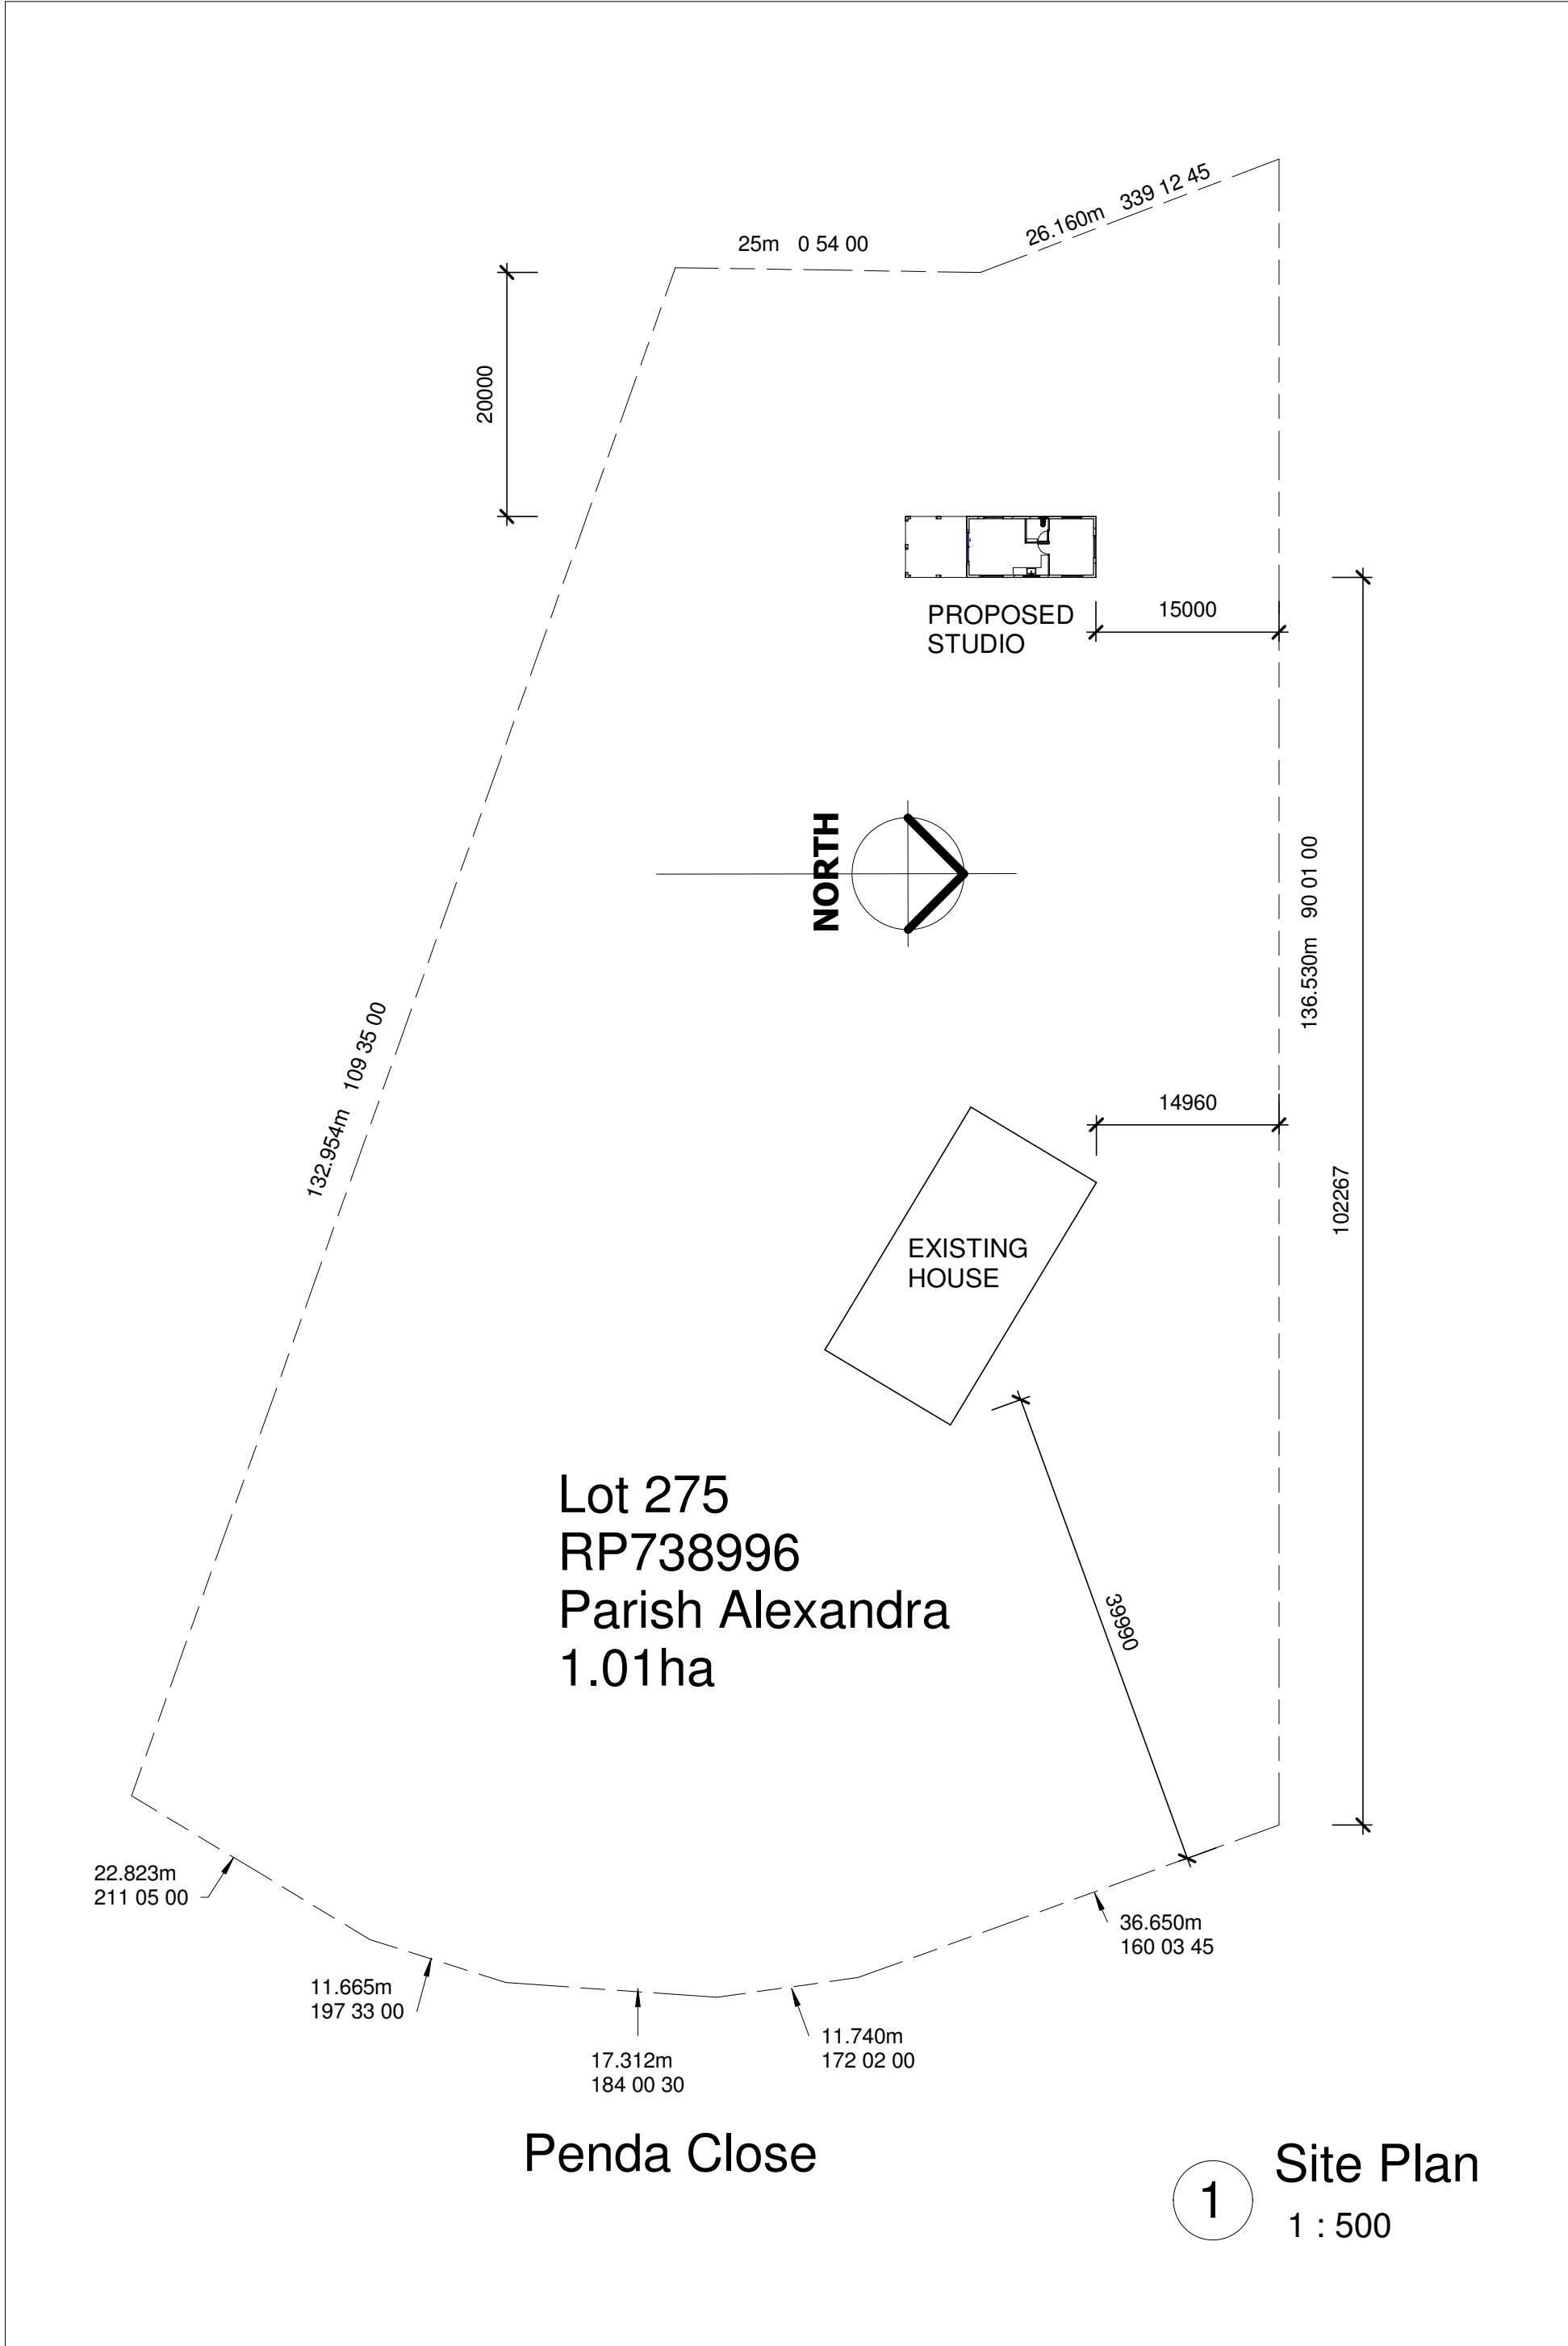 26.160m 339 12 45
25m 0 54 00
20000
PROPOSED
STUDIO
15000
NORTH
136.530m 90 01 00
132.954m 109 35 00
14960
102267
EXISTING
HOUSE
Lot 275
RP738996
Parish Alexandra
1.01ha
39990
22.823m
211 05 00
36.650m
160 03 45
11.665m
197 33 00
11.740m
172 02 00
17.312m
184 00 30
Penda Close
1
Site Plan
1 : 500